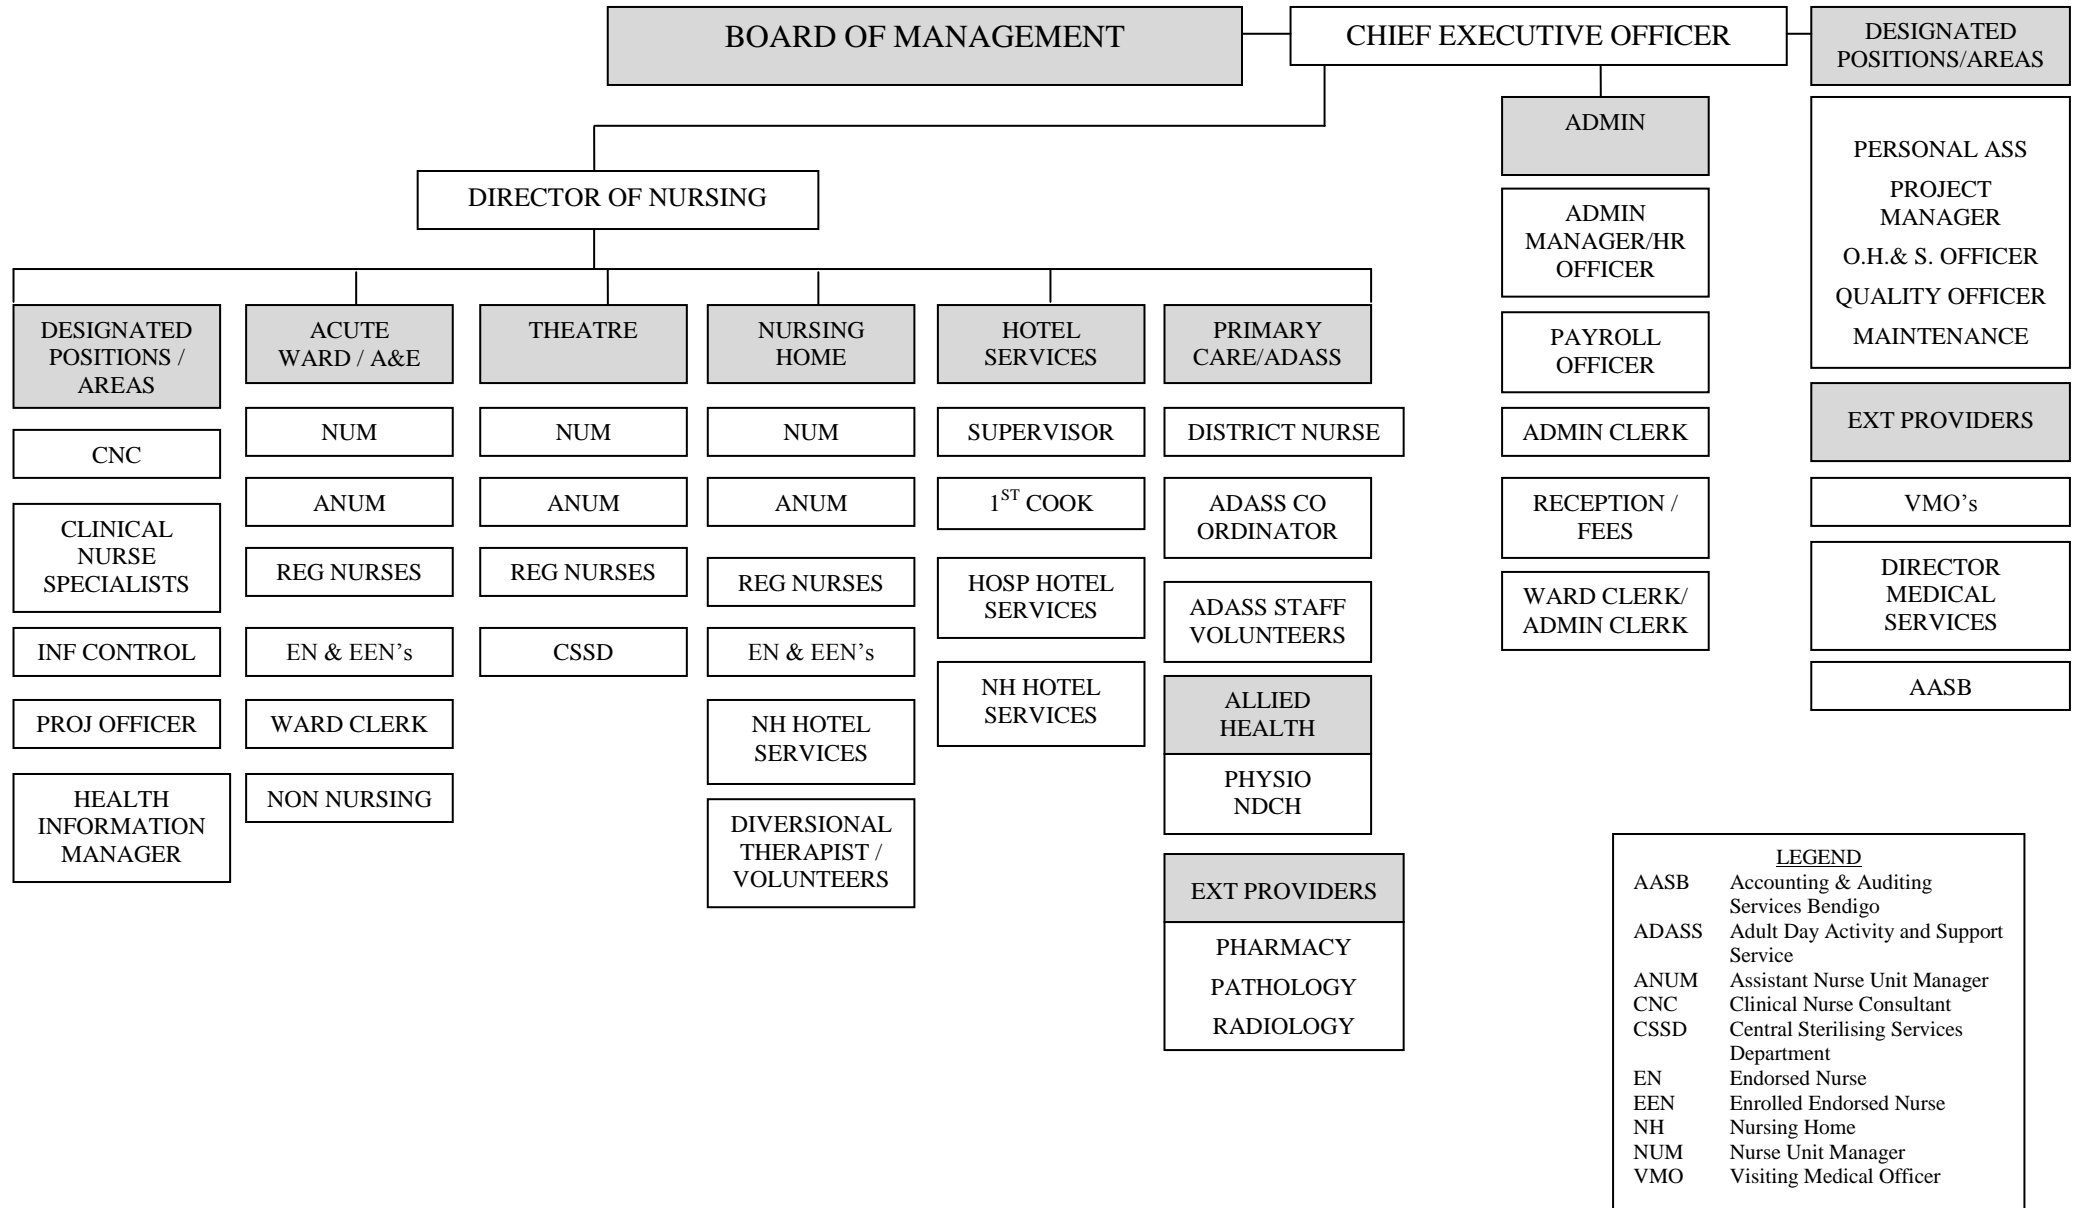 BOARD OF MANAGEMENT
CHIEF EXECUTIVE OFFICER
DESIGNATED
POSITIONS/AREAS
PERSONAL ASS
PROJECT
MANAGER
O.H.& S. OFFICER
QUALITY OFFICER
MAINTENANCE
EXT PROVIDERS
VMO's
DIRECTOR
MEDICAL
SERVICES
AASB
ADMIN
ADMIN
MANAGER/HR
OFFICER
PAYROLL
OFFICER
ADMIN CLERK
RECEPTION /
FEES
WARD CLERK/
ADMIN CLERK
DIRECTOR OF NURSING
DESIGNATED
POSITIONS /
AREAS
CNC
CLINICAL
NURSE
SPECIALISTS
INF CONTROL
PROJ OFFICER
HEALTH
INFORMATION
MANAGER
ACUTE
WARD / A&E
NUM
ANUM
REG NURSES
EN & EEN's
WARD CLERK
NON NURSING
THEATRE
NUM
ANUM
REG NURSES
CSSD
NURSING
HOME
NUM
ANUM
REG NURSES
EN & EEN's
NH HOTEL
SERVICES
DIVERSIONAL
THERAPIST /
VOLUNTEERS
HOTEL
SERVICES
SUPERVISOR
1ST COOK
HOSP HOTEL
SERVICES
NH HOTEL
SERVICES
PRIMARY
CARE/ADASS
DISTRICT NURSE
ADASS CO
ORDINATOR
ADASS STAFF
VOLUNTEERS
ALLIED
HEALTH
PHYSIO
NDCH
EXT PROVIDERS
PHARMACY
PATHOLOGY
RADIOLOGY
LEGEND
AASB Accounting & Auditing
Services Bendigo
ADASS Adult Day Activity and Support
Service
ANUM Assistant Nurse Unit Manager
CNC Clinical Nurse Consultant
CSSD Central Sterilising Services
Department
EN Endorsed Nurse
EEN Enrolled Endorsed Nurse
NH Nursing Home
NUM Nurse Unit Manager
VMO Visiting Medical Officer